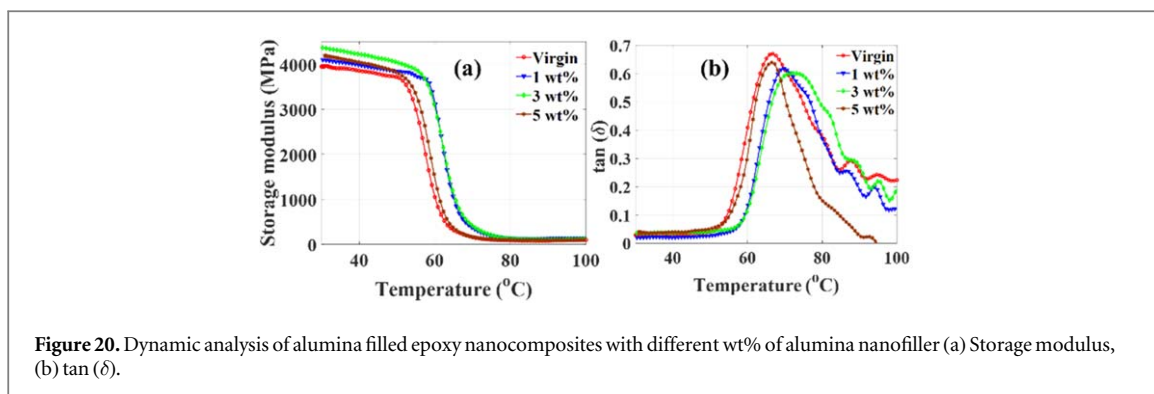 Storage modulus (MPa)
4000
3000
2000
1000
0
40
60
80
100
Temperature (°C)
(a)
Virgin
1 wt%
3 wt%
5 wt%
tan (δ)
0.7
0.6
0.5
0.4
0.3
0.2
0.1
0
40
60
80
100
Temperature (°C)
(b)
Virgin
1 wt%
3 wt%
5 wt%
Figure 20. Dynamic analysis of alumina filled epoxy nanocomposites with different wt% of alumina nanofiller (a) Storage modulus,
(b) tan (δ).